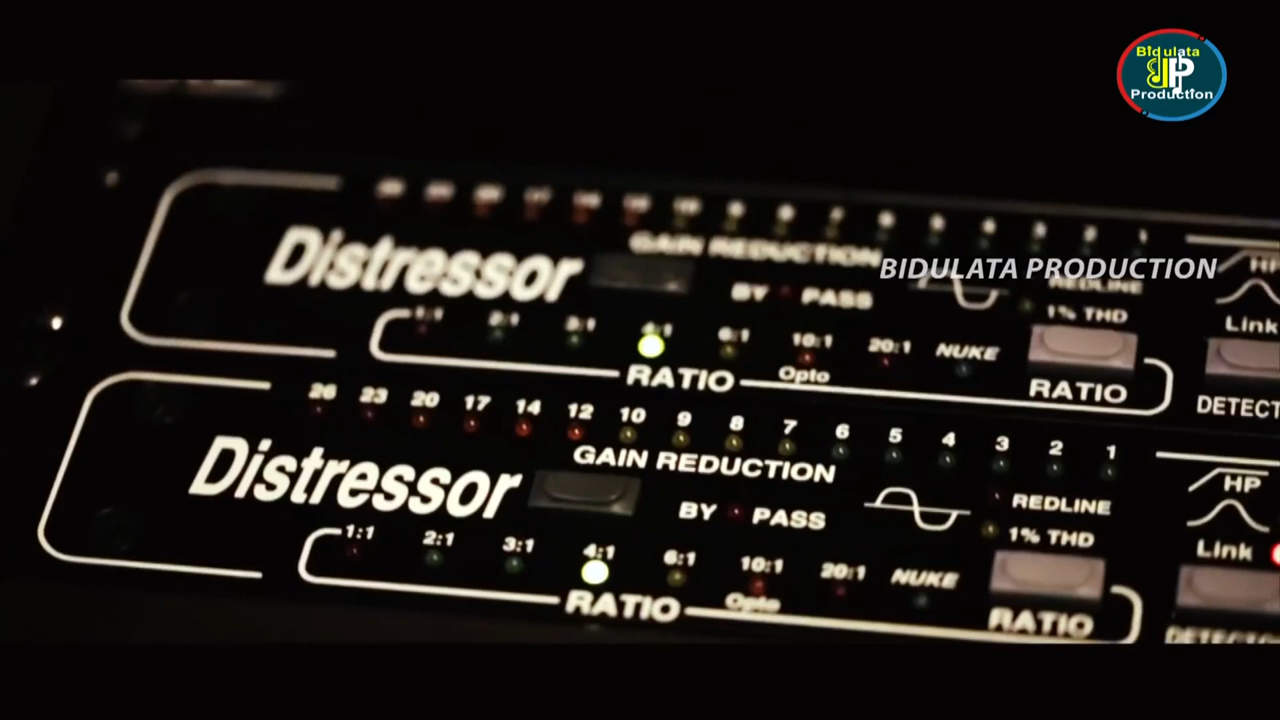 Bidulata
Production
Distressor
GAIN REDUCTION
BIDULATA PRODUCTION
BY PASS
REDLINE
1% THD
HP
Link
1:1 2:1 3:1 4:1 6:1 10:1 20:1 NUKE
Opto
RATIO
RATIO
DETECT
26 23 20 17 14 12 10 9 8 7 6 5 4 3 2 1
Distressor
GAIN REDUCTION
BY PASS
REDLINE
1% THD
HP
Link
1:1 2:1 3:1 4:1 6:1 10:1 20:1 NUKE
Opto
RATIO
RATIO
DETECTO